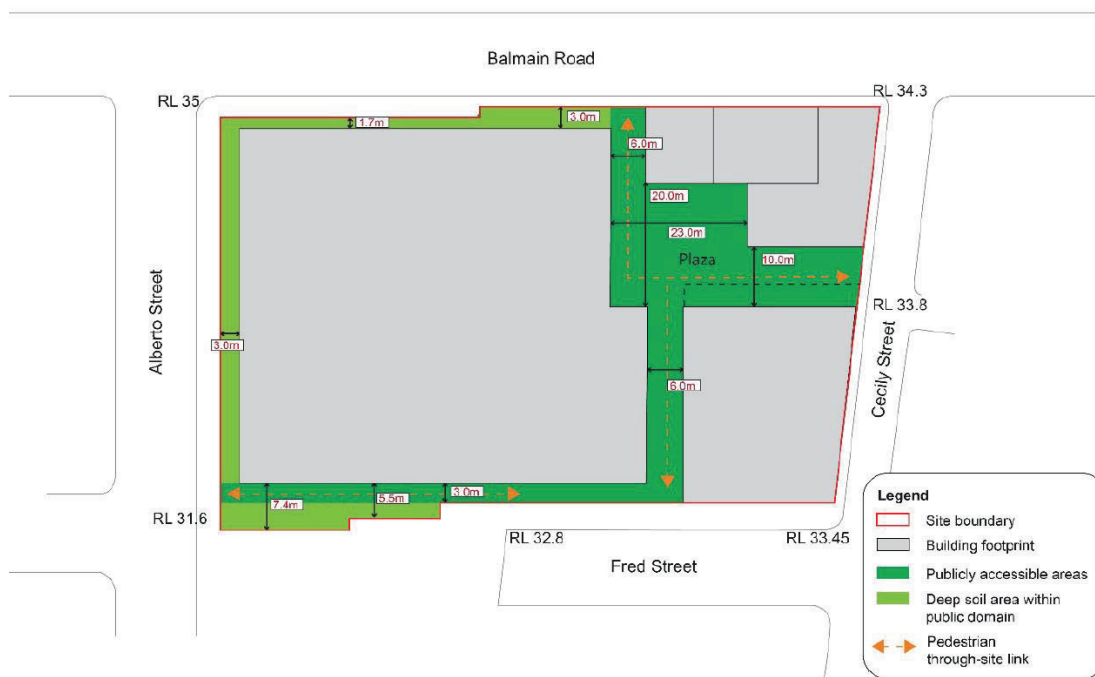 Balmain Road
RL 35
RL 34.3
1.7m
3.0m
6.0m
20.0m
23.0m
Plaza
10.0m
RL 33.8
Alberto Street
3.0m
Cecily Street
6.0m
7.4m
5.5m
3.0m
RL 31.6
RL 32.8
RL 33.45
Fred Street
Legend
Site boundary
Building footprint
Publicly accessible areas
Deep soil area within
public domain
Pedestrian
through-site link